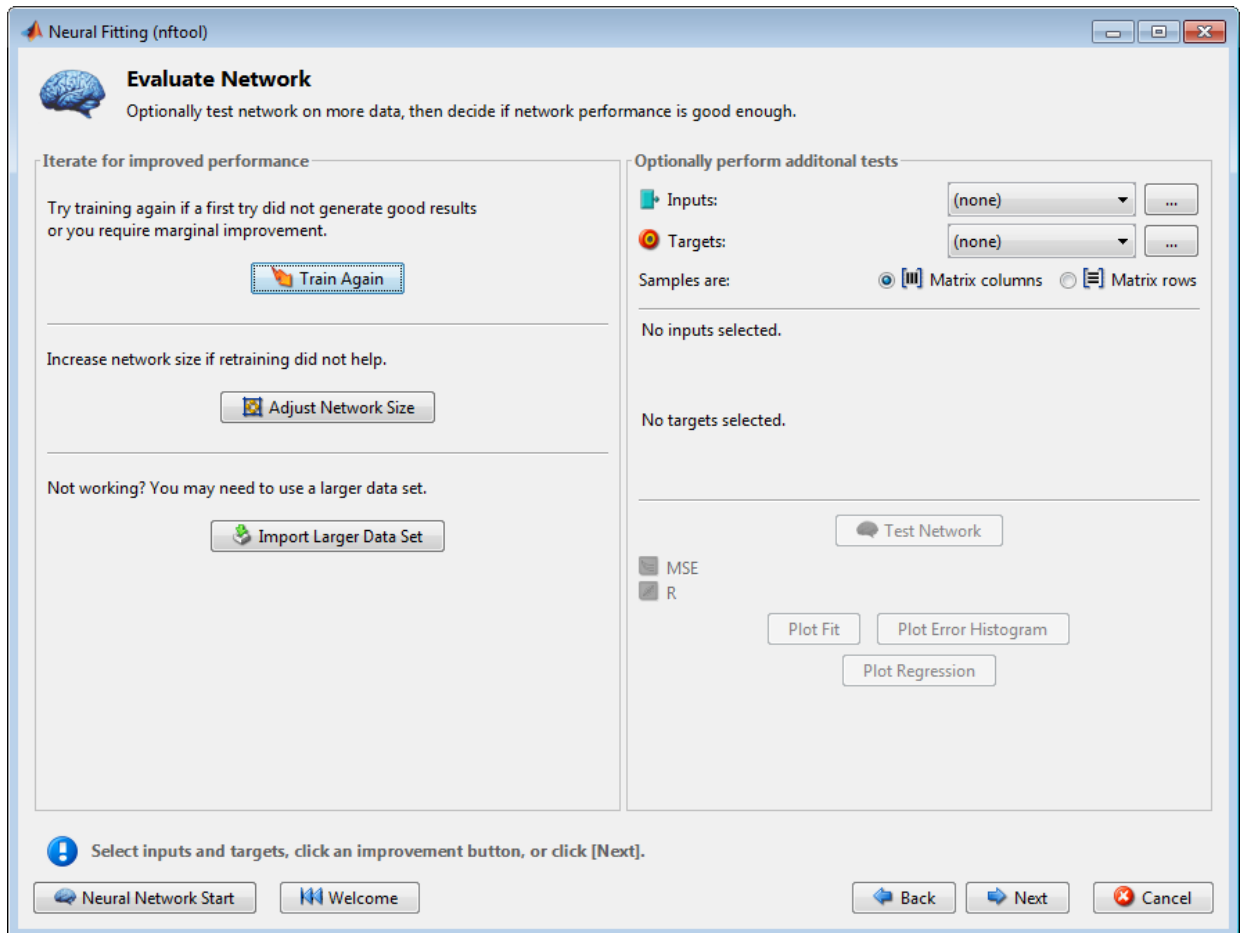 Neural Fitting (nftool)
Evaluate Network
Optionally test network on more data, then decide if network performance is good enough.
Iterate for improved performance
Try training again if a first try did not generate good results
or you require marginal improvement.
Train Again
Increase network size if retraining did not help.
Adjust Network Size
Not working? You may need to use a larger data set.
Import Larger Data Set
Optionally perform additonal tests
Inputs: (none) ...
Targets: (none) ...
Samples are: Matrix columns Matrix rows
No inputs selected.
No targets selected.
Test Network
MSE
R
Plot Fit Plot Error Histogram
Plot Regression
Select inputs and targets, click an improvement button, or click [Next].
Neural Network Start Welcome Back Next Cancel